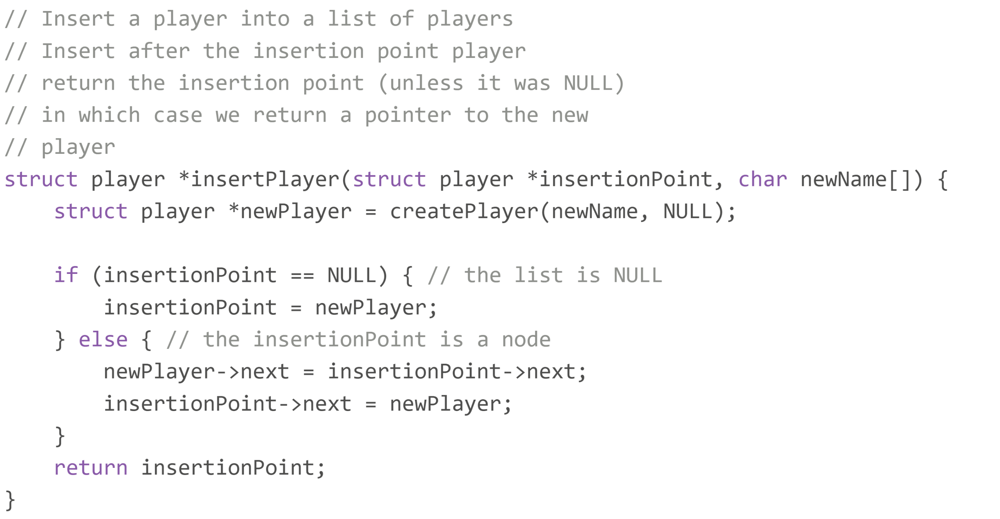 // Insert a player into a list of players
// Insert after the insertion point player
// return the insertion point (unless it was NULL)
// in which case we return a pointer to the new
// player
struct player *insertPlayer(struct player *insertionPoint, char newName[]) {
    struct player *newPlayer = createPlayer(newName, NULL);

    if (insertionPoint == NULL) { // the list is NULL
        insertionPoint = newPlayer;
    } else { // the insertionPoint is a node
        newPlayer->next = insertionPoint->next;
        insertionPoint->next = newPlayer;
    }
    return insertionPoint;
}